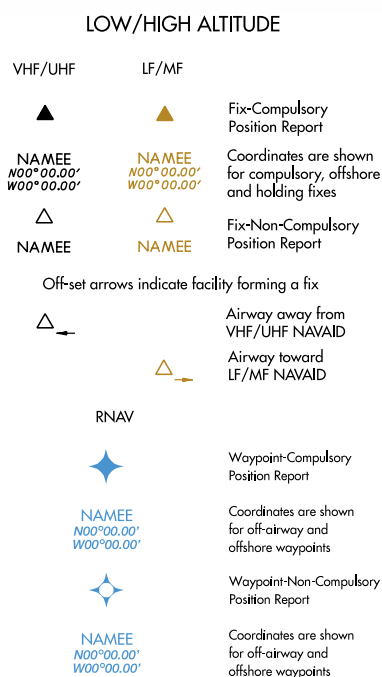 LOW/HIGH ALTITUDE
VHF/UHF LF/MF
Fix-Compulsory
Position Report
NAMEE
N00°00.00'
W00°00.00'
NAMEE
N00°00.00'
W00°00.00'
Coordinates are shown
for compulsory, offshore
and holding fixes
Fix-Non-Compulsory
Position Report
NAMEE NAMEE
Off-set arrows indicate facility forming a fix
Airway away from
VHF/UHF NAVAID
Airway toward
LF/MF NAVAID
RNAV
Waypoint-Compulsory
Position Report
NAMEE
N00°00.00'
W00°00.00'
Coordinates are shown
for off-airway and
offshore waypoints
Waypoint-Non-Compulsory
Position Report
NAMEE
N00°00.00'
W00°00.00'
Coordinates are shown
for off-airway and
offshore waypoints